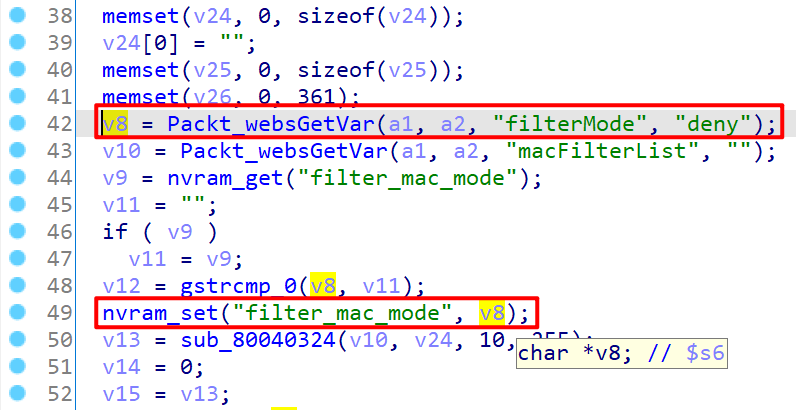 38 memset(v24, 0, sizeof(v24));
39 v24[0] = "";
40 memset(v25, 0, sizeof(v25));
41 memset(v26, 0, 361);
42 v8 = Packt_websGetVar(a1, a2, "filterMode", "deny");
43 v10 = Packt_websGetVar(a1, a2, "macFilterList", "");
44 v9 = nvram_get("filter_mac_mode");
45 v11 = "";
46 if ( v9 )
47 v11 = v9;
48 v12 = gstrcmp_0(v8, v11);
49 nvram_set("filter_mac_mode", v8);
50 v13 = sub_80040324(v10, v24, 10, 255);
char *v8; // $s6
51 v14 = 0;
52 v15 = v13;